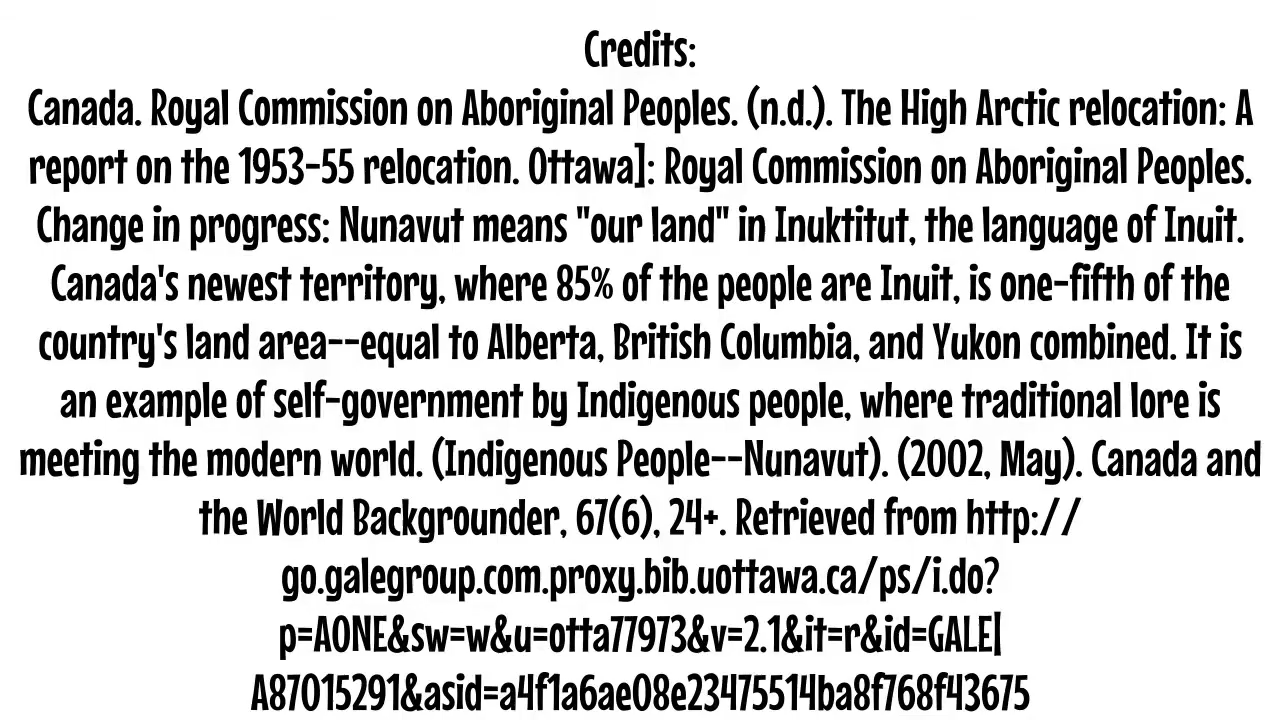 Credits:
Canada. Royal Commission on Aboriginal Peoples. (n.d.). The High Arctic relocation: A
report on the 1953-55 relocation. Ottawa]: Royal Commission on Aboriginal Peoples.
Change in progress: Nunavut means "our land" in Inuktitut, the language of Inuit.
Canada's newest territory, where 85% of the people are Inuit, is one-fifth of the
country's land area--equal to Alberta, British Columbia, and Yukon combined. It is
an example of self-government by Indigenous people, where traditional lore is
meeting the modern world. (Indigenous People--Nunavut). (2002, May). Canada and
the World Backgrounder, 67(6), 24+. Retrieved from http://
go.galegroup.com.proxy.bib.uottawa.ca/ps/i.do?
p=AONE&sw=w&u=otta77973&v=2.1&it=r&id=GALE|
A87015291&asid=a4f1a6ae08e23475514ba8f768f43675